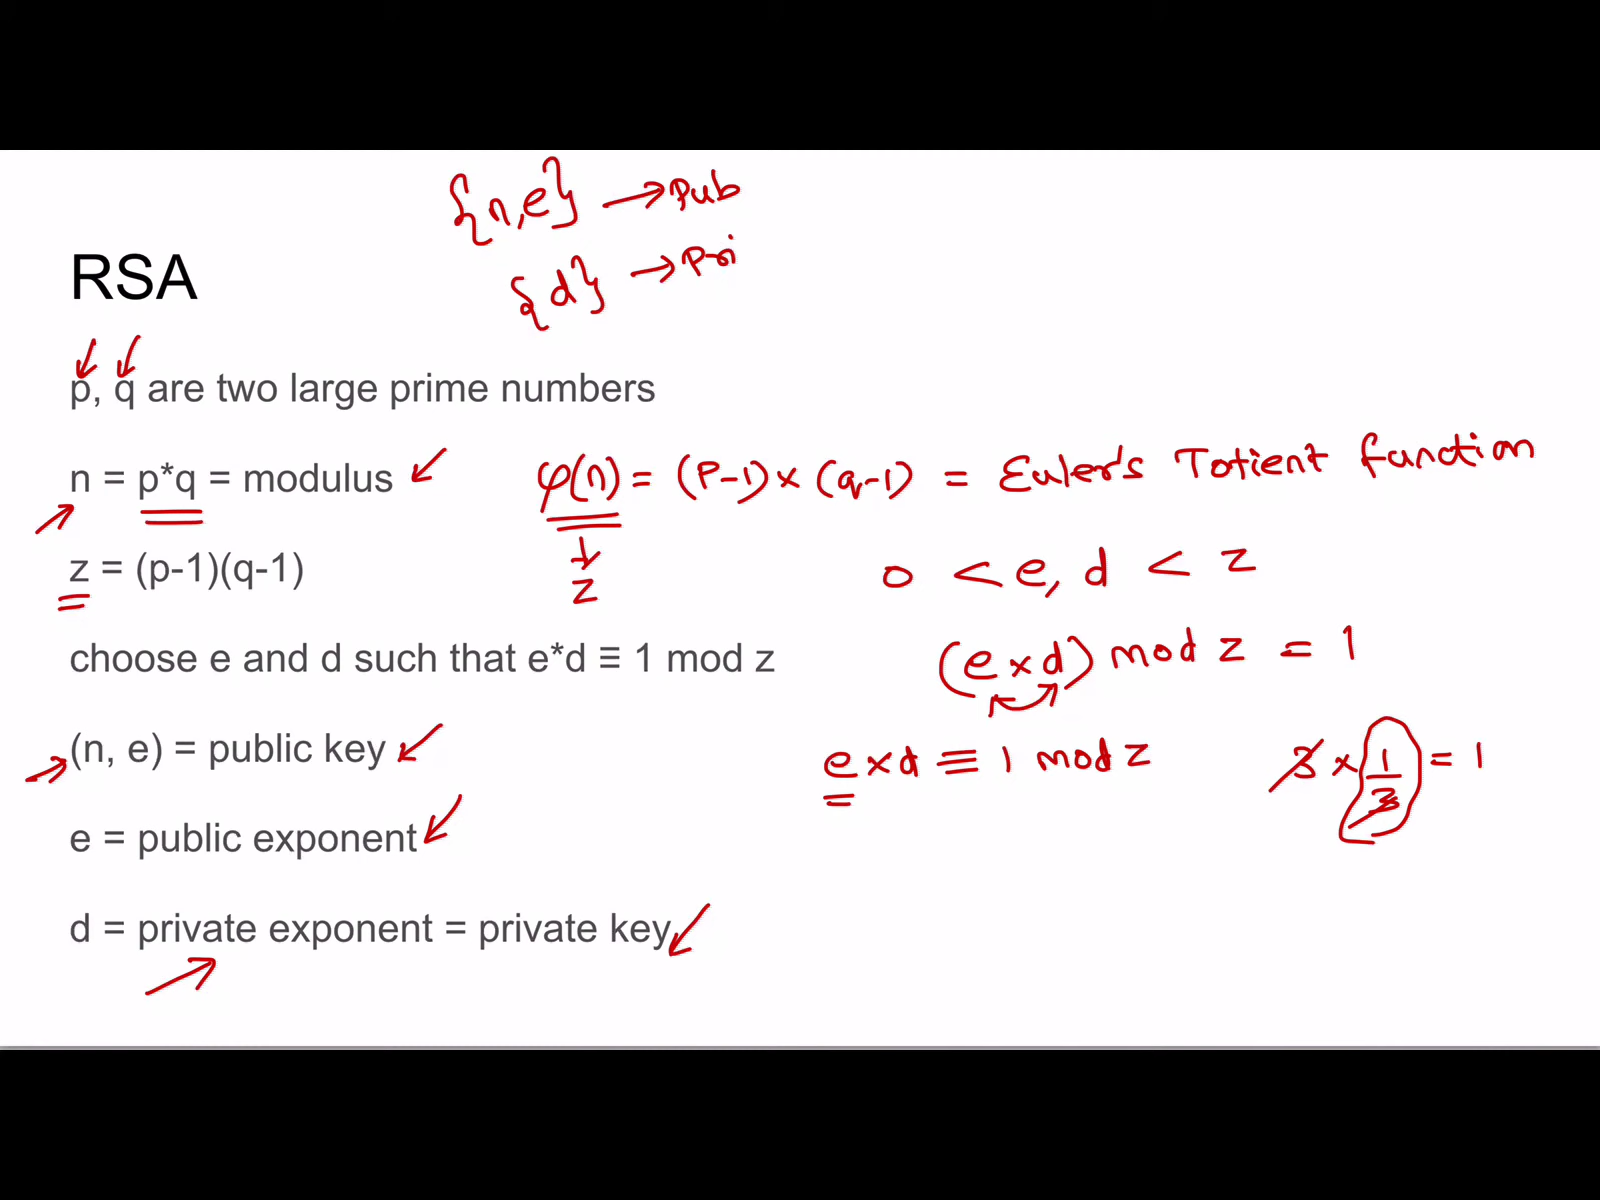 {n,e} → Pub
{d} → Pri
RSA
p, q are two large prime numbers
n = p*q = modulus
φ(n) = (P-1) × (q-1) = Euler's Totient function
z = (p-1)(q-1)
↓
z
0 < e, d < z
choose e and d such that e*d ≡ 1 mod z
(e × d) mod z = 1
(n, e) = public key
e × d ≡ 1 mod z
3 × 1/3 = 1
e = public exponent
d = private exponent = private key